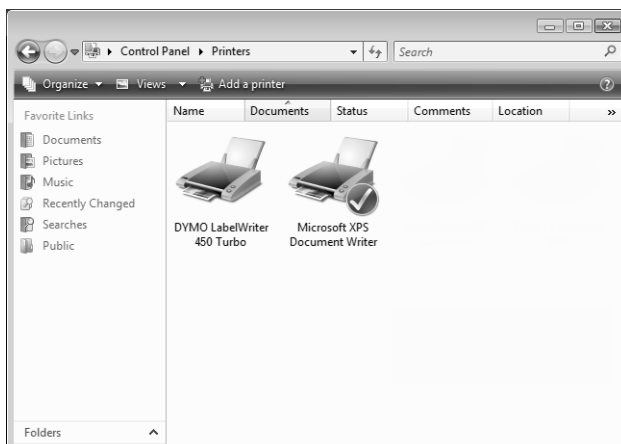 Control Panel Printers Search
Organize Views Add a printer
Favorite Links
Documents
Pictures
Music
Recently Changed
Searches
Public
Folders
Name Documents Status Comments Location »
DYMO LabelWriter
450 Turbo
Microsoft XPS
Document Writer